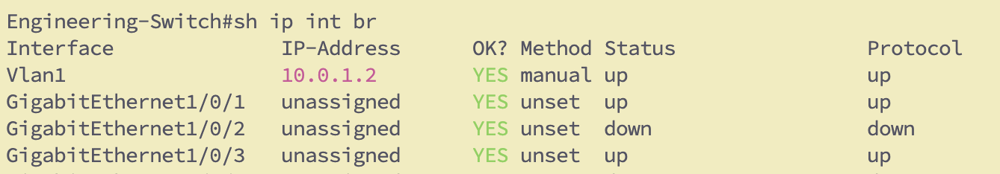 Engineering-Switch#sh ip int br
Interface IP-Address OK? Method Status Protocol
Vlan1 10.0.1.2 YES manual up up
GigabitEthernet1/0/1 unassigned YES unset up up
GigabitEthernet1/0/2 unassigned YES unset down down
GigabitEthernet1/0/3 unassigned YES unset up up